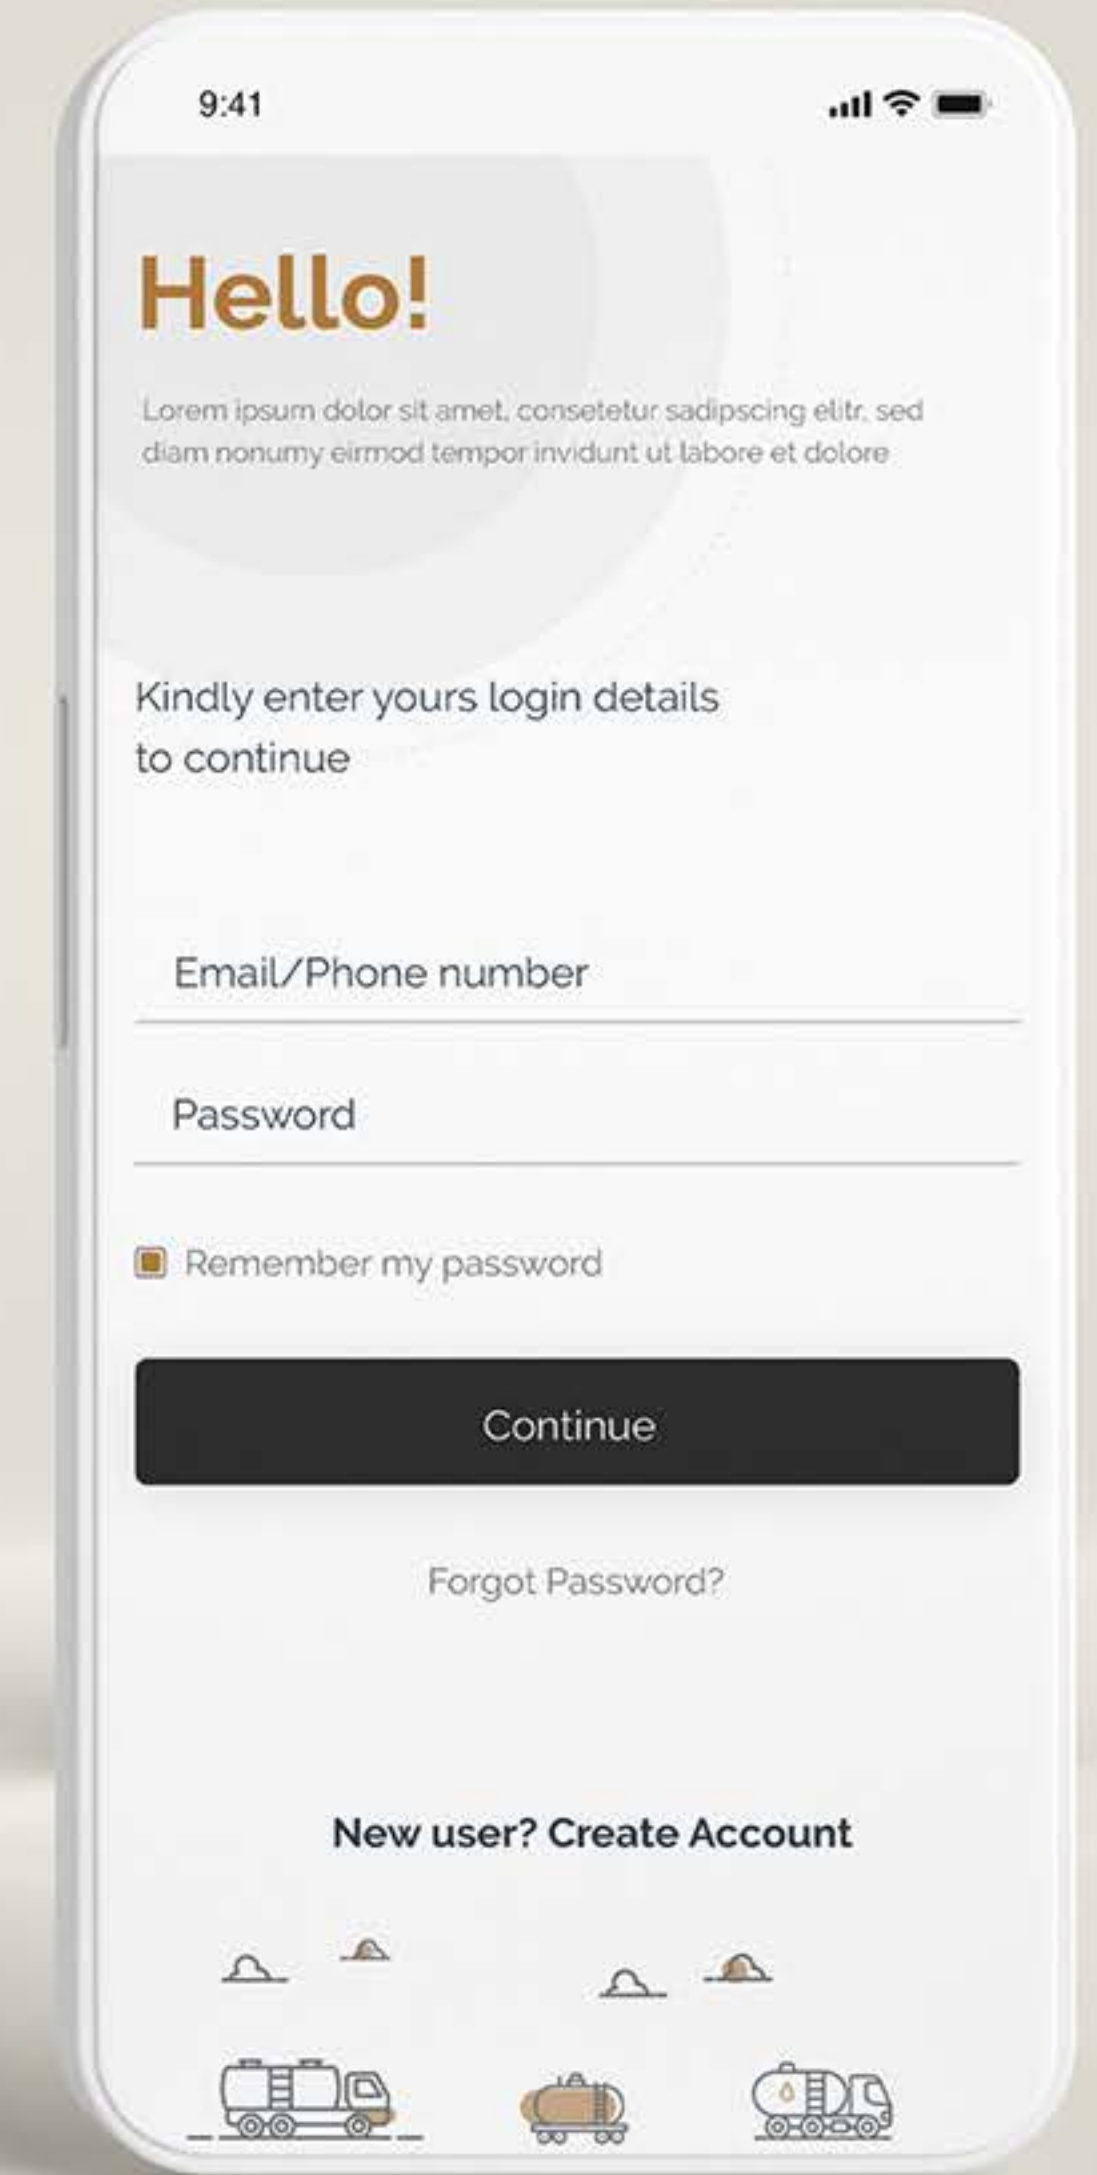 9:41
Hello!
Lorem ipsum dolor sit amet, consetetur sadipscing elitr, sed
diam nonumy eirmod tempor invidunt ut labore et dolore
Kindly enter yours login details
to continue
Email/Phone number
Password
Remember my password
Continue
Forgot Password?
New user? Create Account